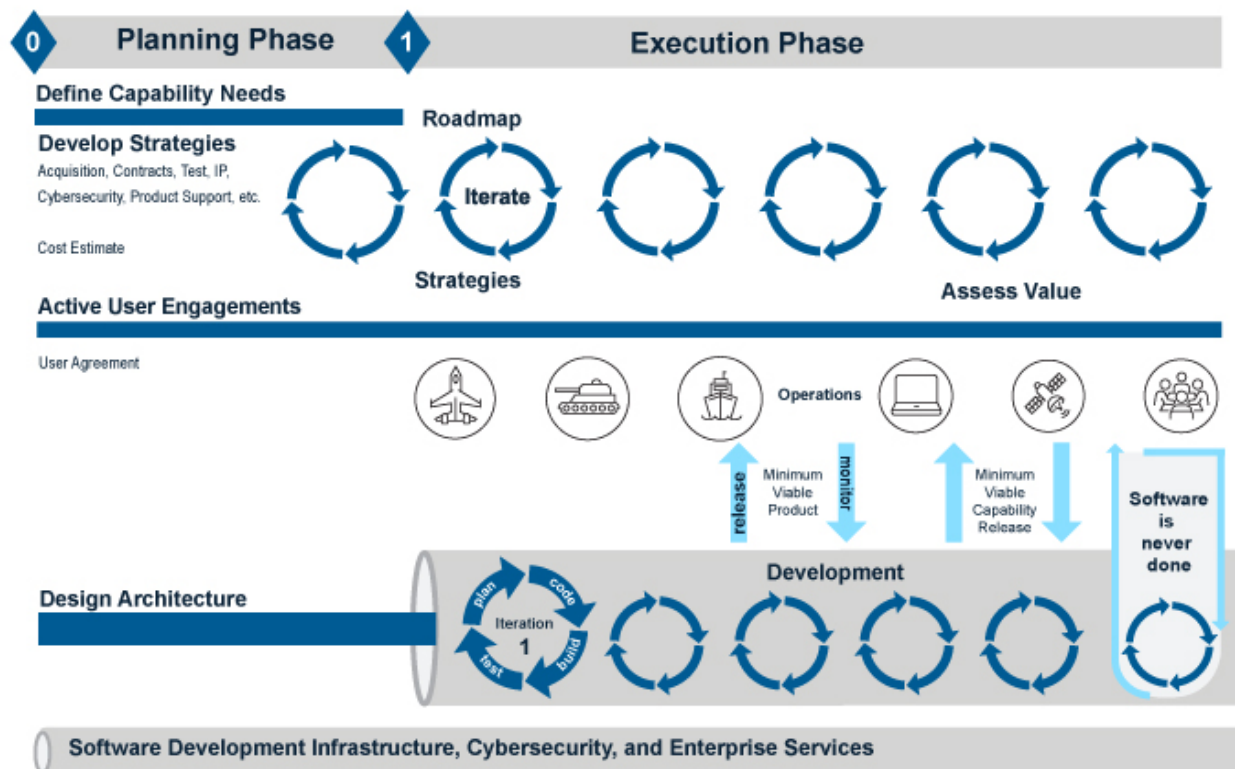 0
Planning Phase
1
Execution Phase
Define Capability Needs
Roadmap
Develop Strategies
Acquisition, Contracts, Test, IP,
Cybersecurity, Product Support, etc.
Iterate
Cost Estimate
Strategies
Assess Value
Active User Engagements
User Agreement
Operations
release
Minimum
Viable
Product
monitor
Minimum
Viable
Capability
Release
Software
is
never
done
Development
Design Architecture
plan
code
Iteration
1
test
build
Software Development Infrastructure, Cybersecurity, and Enterprise Services